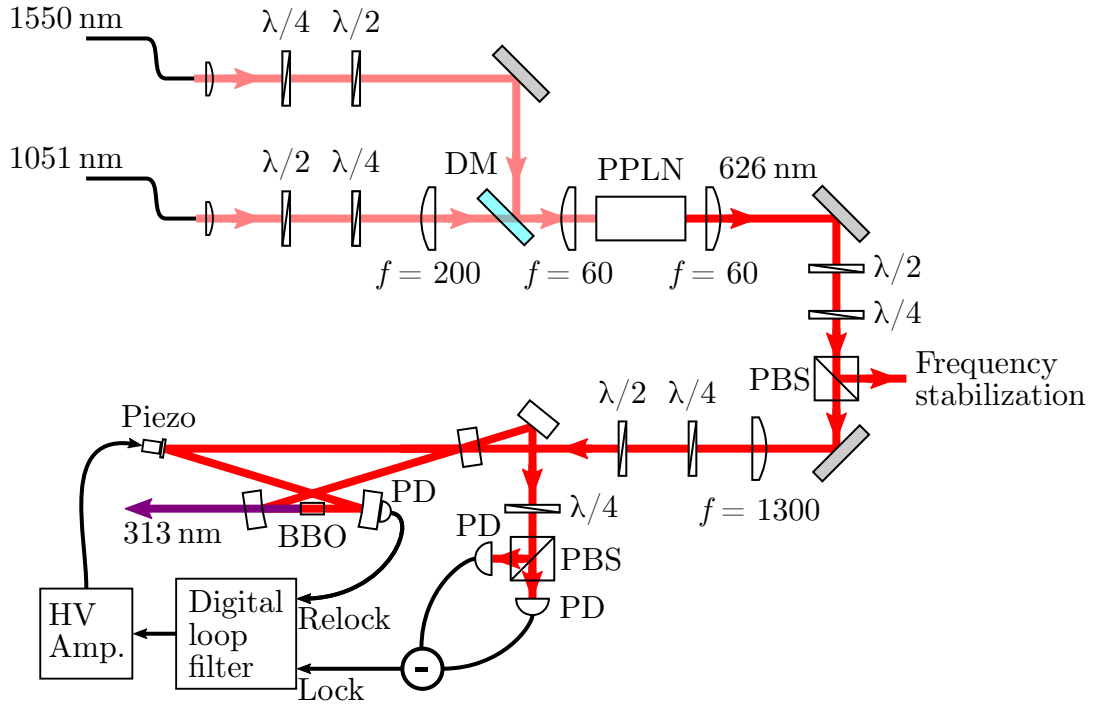 1550 nm
λ/4
λ/2
1051 nm
λ/2
λ/4
DM
PPLN
626 nm
f = 200
f = 60
f = 60
λ/2
λ/4
PBS
Frequency
stabilization
Piezo
λ/2
λ/4
PD
f = 1300
313 nm
BBO
λ/4
PD
PBS
PD
HV
Amp.
Digital
loop
filter
Relock
Lock
-